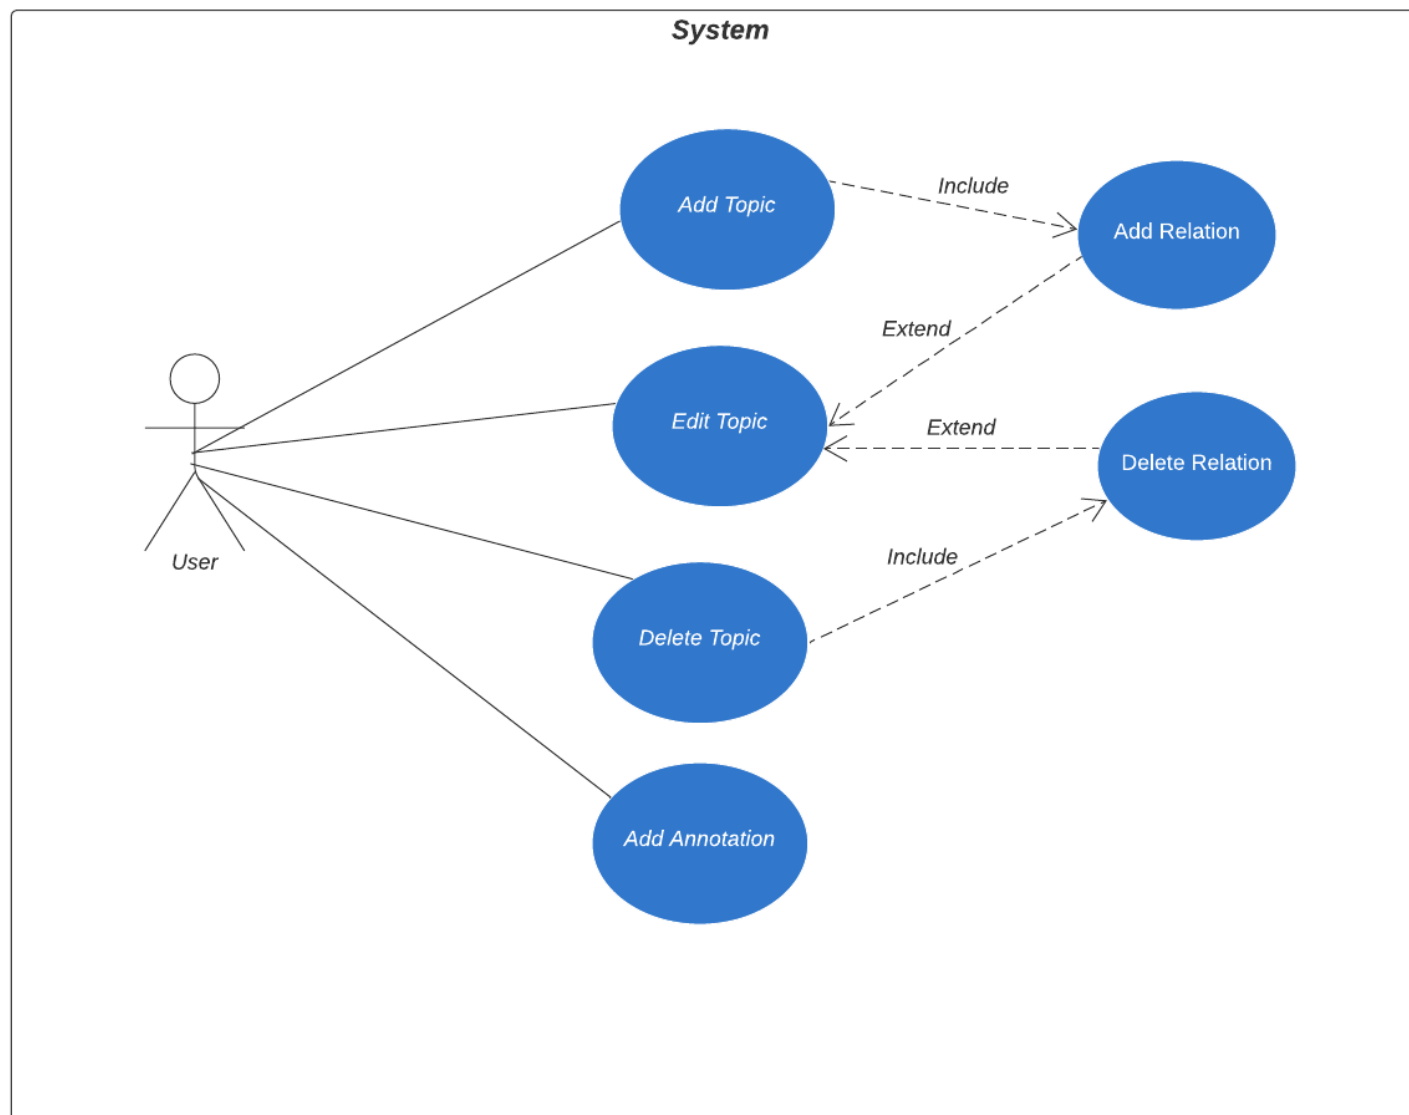 System
Add Topic
Include
Add Relation
Extend
Edit Topic
Extend
Delete Relation
User
Include
Delete Topic
Add Annotation